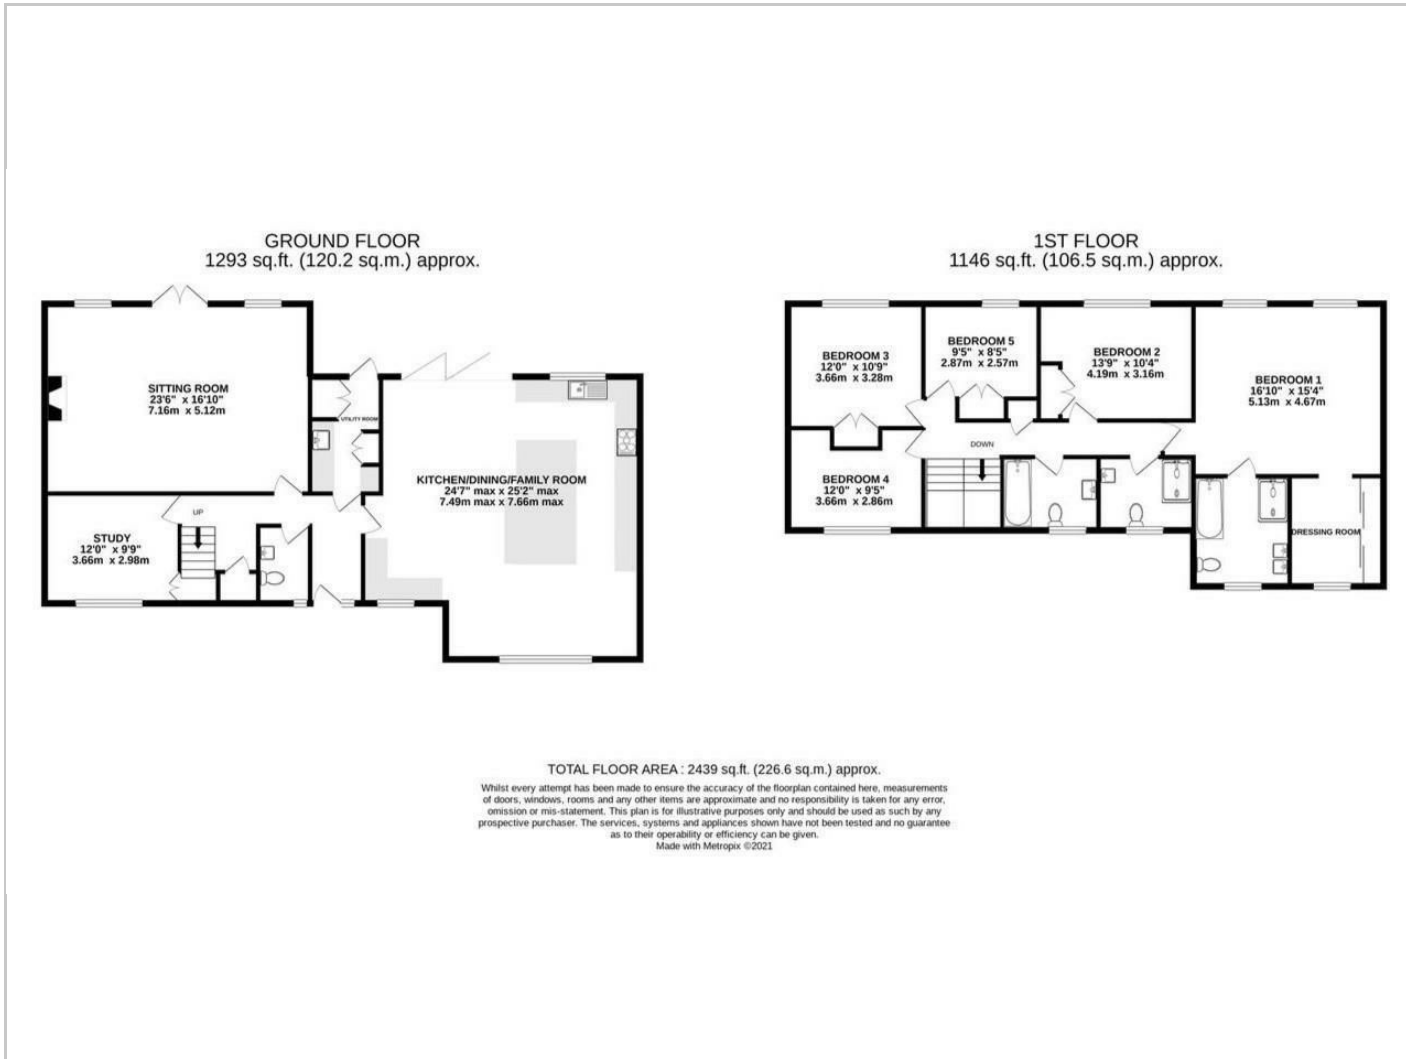 GROUND FLOOR
1293 sq.ft. (120.2 sq.m.) approx.
SITTING ROOM
23'6" x 16'10"
7.16m x 5.12m
UTILITY ROOM
KITCHEN/DINING/FAMILY ROOM
24'7" max x 25'2" max
7.49m max x 7.66m max
UP
STUDY
12'0" x 9'9"
3.66m x 2.98m
1ST FLOOR
1146 sq.ft. (106.5 sq.m.) approx.
BEDROOM 3
12'0" x 10'9"
3.66m x 3.28m
BEDROOM 5
9'5" x 8'5"
2.87m x 2.57m
BEDROOM 2
13'9" x 10'4"
4.19m x 3.16m
BEDROOM 1
16'10" x 15'4"
5.13m x 4.67m
DOWN
BEDROOM 4
12'0" x 9'5"
3.66m x 2.86m
DRESSING ROOM
TOTAL FLOOR AREA : 2439 sq.ft. (226.6 sq.m.) approx.
Whilst every attempt has been made to ensure the accuracy of the floorplan contained here, measurements
of doors, windows, rooms and any other items are approximate and no responsibility is taken for any error,
omission or mis-statement. This plan is for illustrative purposes only and should be used as such by any
prospective purchaser. The services, systems and appliances shown have not been tested and no guarantee
as to their operability or efficiency can be given.
Made with Metropix ©2021